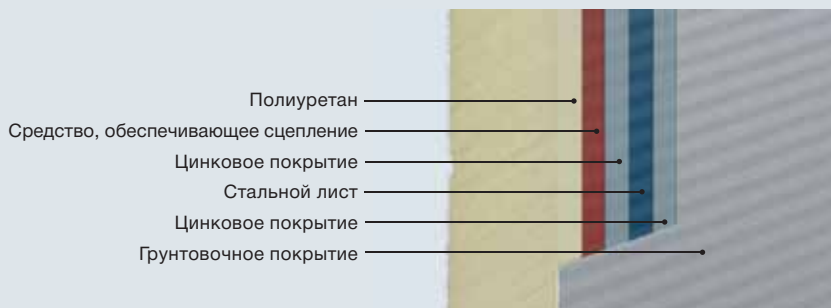 Полиуретан
Средство, обеспечивающее сцепление
Цинковое покрытие
Стальной лист
Цинковое покрытие
Грунтовочное покрытие